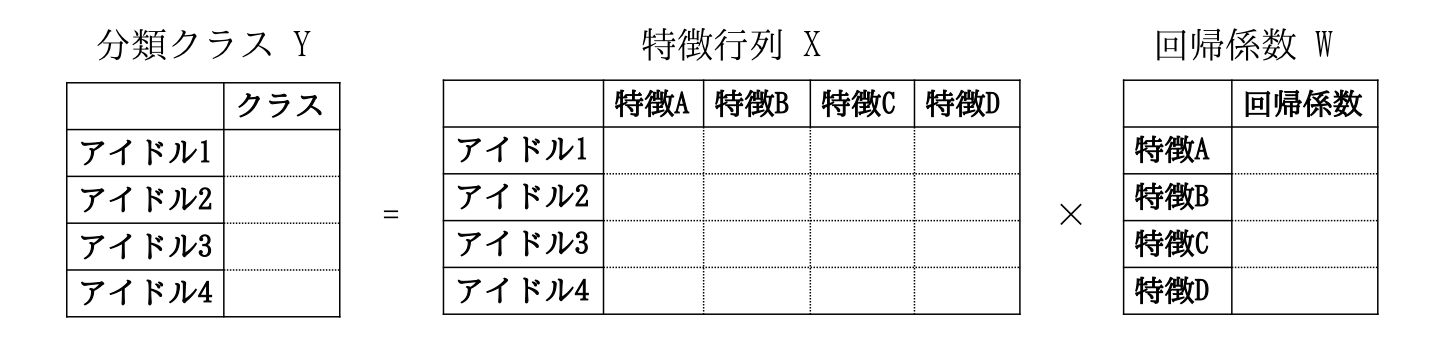 分類クラス Y
クラス
アイドル1
アイドル2
アイドル3
アイドル4
=
特徴行列 X
特徴A 特徴B 特徴C 特徴D
アイドル1
アイドル2
アイドル3
アイドル4
×
回帰係数 W
回帰係数
特徴A
特徴B
特徴C
特徴D